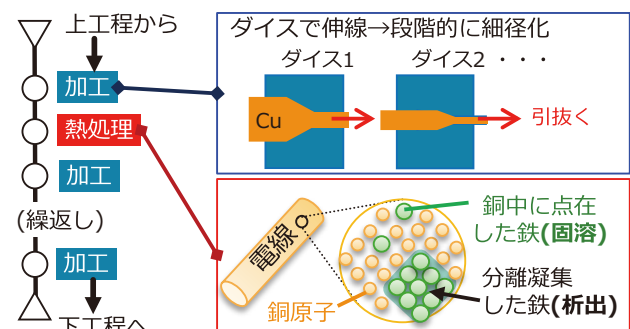 上工程から
加工
熱処理
加工
(繰返し)
加工
下工程へ
ダイスで伸線→段階的に細径化
ダイス1
ダイス2 ・・・
Cu
引抜く
電線
銅中に点在
した鉄(固溶)
分離凝集
した鉄(析出)
銅原子